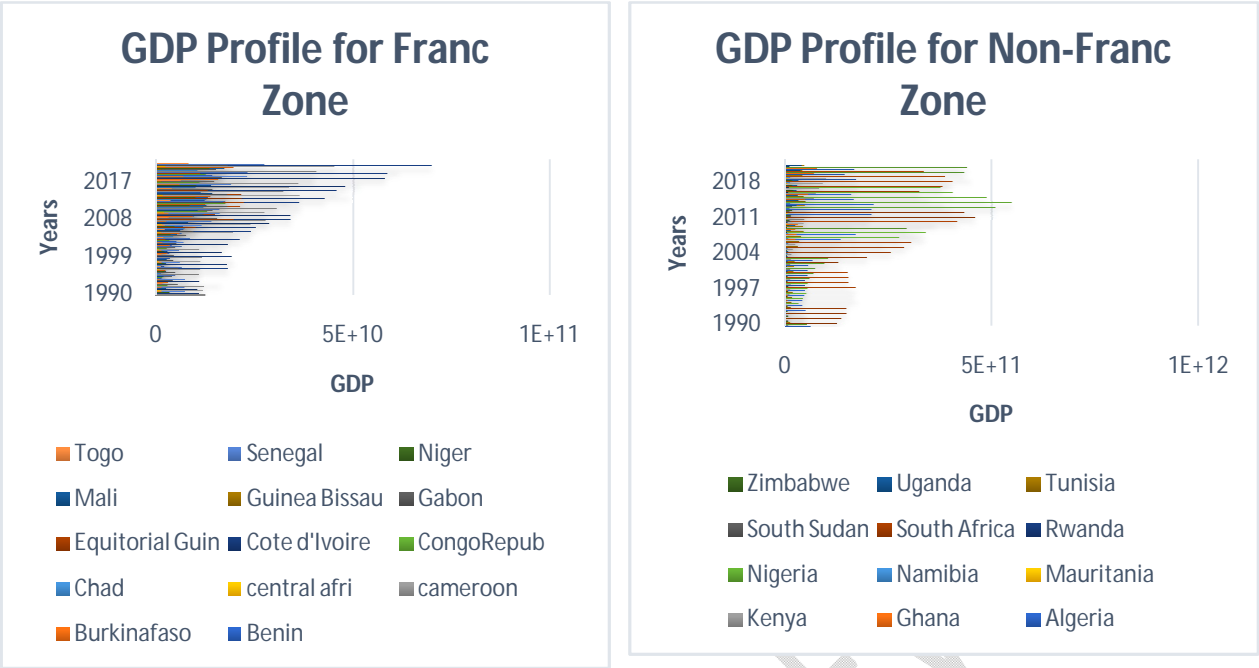 GDP Profile for Franc
Zone
2017
2008
1999
1990
Years
0 5E+10 1E+11
GDP
Togo Senegal Niger
Mali Guinea Bissau Gabon
Equitorial Guin Cote d'Ivoire CongoRepub
Chad central afri cameroon
Burkinafaso Benin
GDP Profile for Non-Franc
Zone
2018
2011
2004
1997
1990
Years
0 5E+11 1E+12
GDP
Zimbabwe Uganda Tunisia
South Sudan South Africa Rwanda
Nigeria Namibia Mauritania
Kenya Ghana Algeria